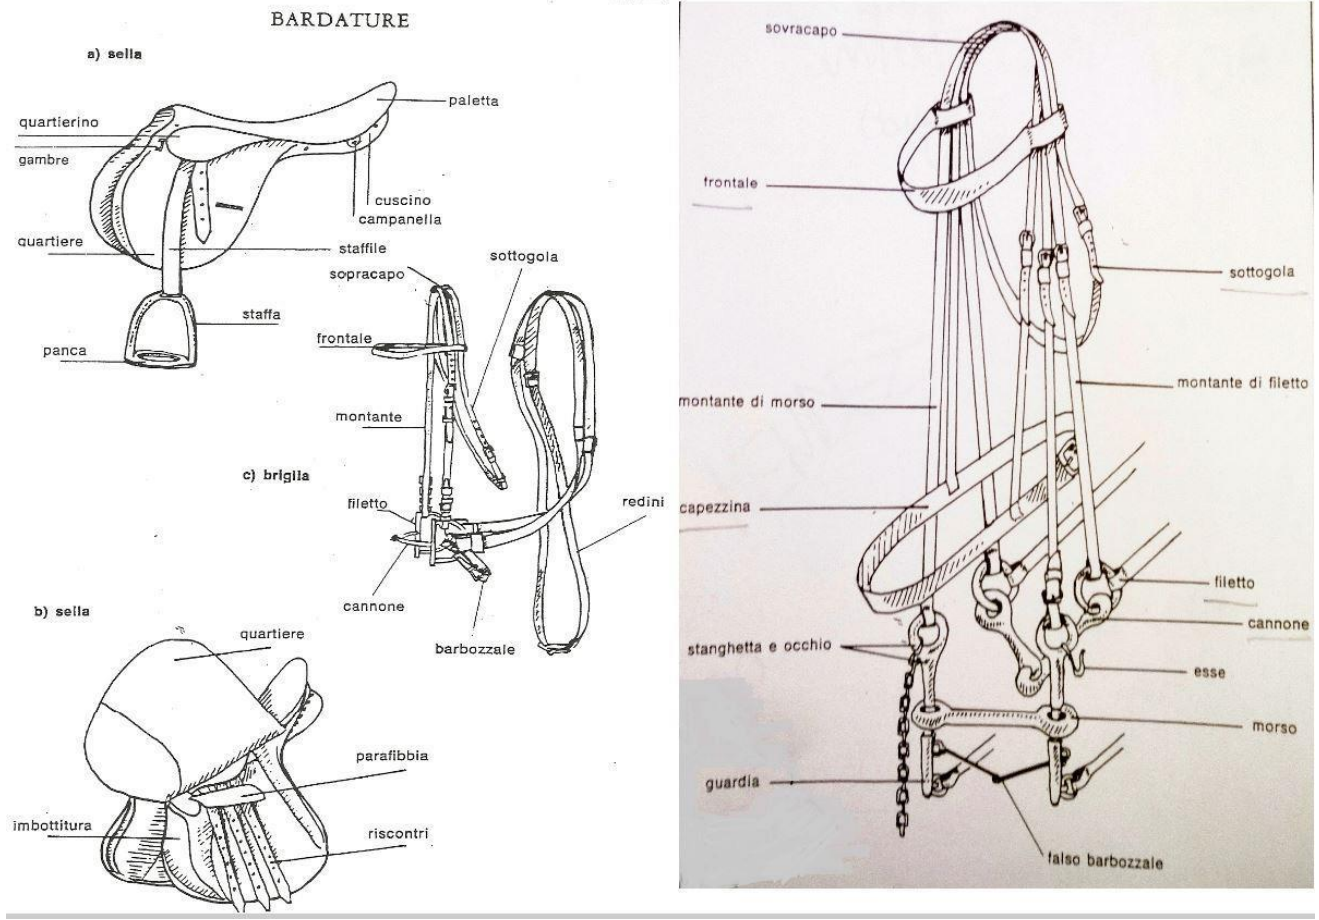 BARDATURE
a) sella
paletta
quartierino
gambre
cuscino
campanella
quartiere
staffile
staffa
panca
sopracapo
sottogola
frontale
montante
c) briglia
filetto
redini
cannone
barbozzale
b) sella
quartiere
parafibbia
imbottitura
riscontri
sovracapo
frontale
sottogola
montante di filetto
montante di morso
capezzina
filetto
cannone
stanghetta e occhio
esse
morso
guardia
falso barbozzale